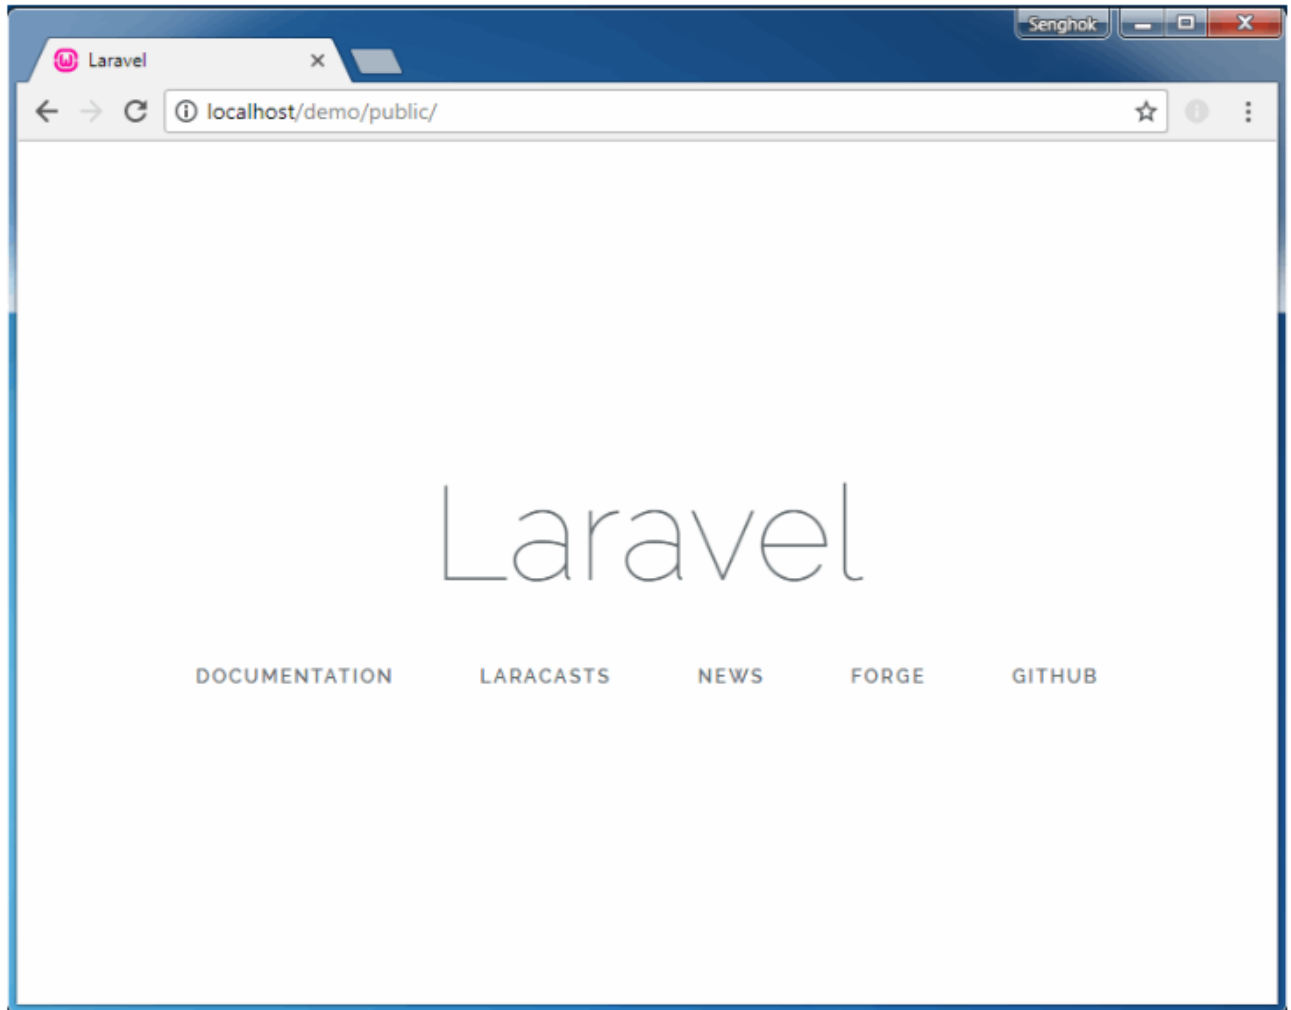 Senghok
Laravel
localhost/demo/public/
Laravel
DOCUMENTATION LARACASTS NEWS FORGE GITHUB